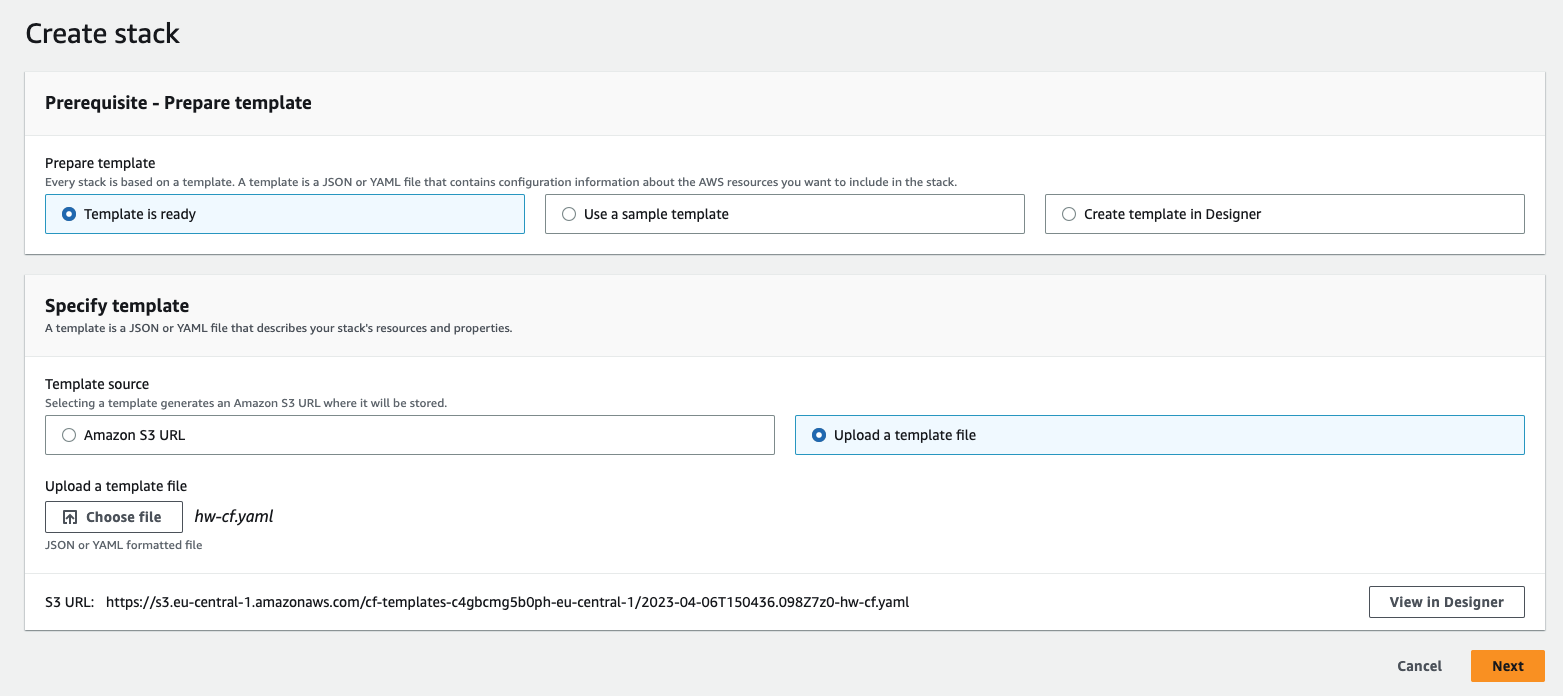 Create stack
Prerequisite - Prepare template
Prepare template
Every stack is based on a template. A template is a JSON or YAML file that contains configuration information about the AWS resources you want to include in the stack.
Template is ready
Use a sample template
Create template in Designer
Specify template
A template is a JSON or YAML file that describes your stack's resources and properties.
Template source
Selecting a template generates an Amazon S3 URL where it will be stored.
Amazon S3 URL
Upload a template file
Upload a template file
Choose file
hw-cf.yaml
JSON or YAML formatted file
S3 URL: https://s3.eu-central-1.amazonaws.com/cf-templates-c4gbcmg5b0ph-eu-central-1/2023-04-06T150436.098Z7z0-hw-cf.yaml
View in Designer
Cancel
Next